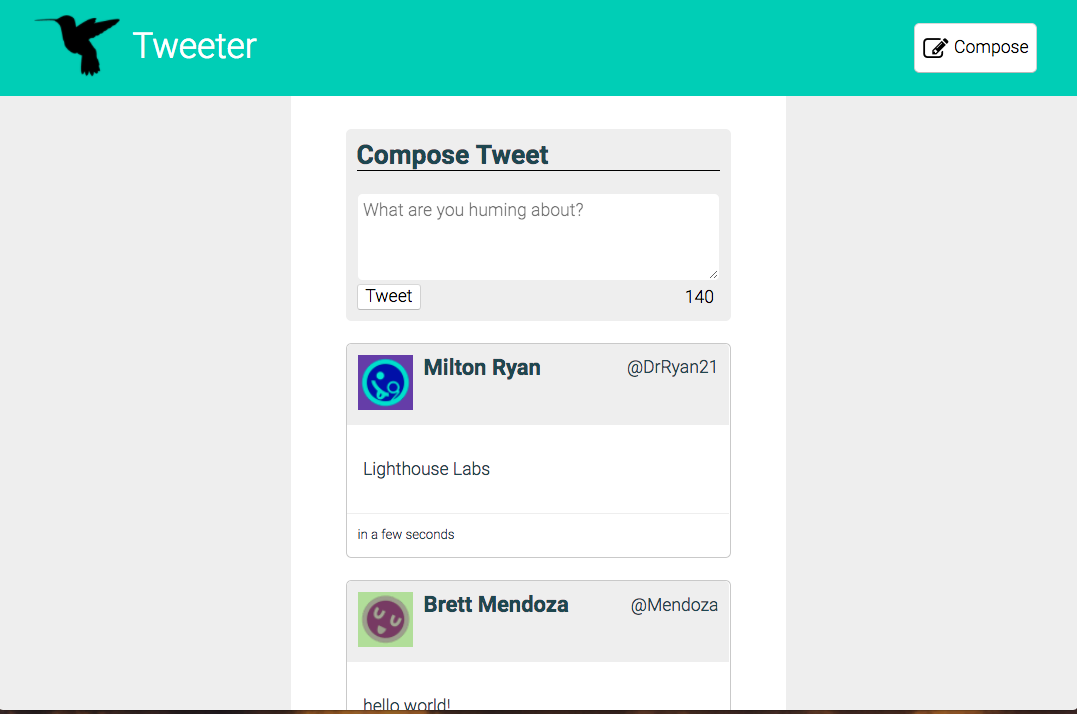 Tweeter
Compose
Compose Tweet
What are you huming about?
Tweet
140
Milton Ryan
@DrRyan21
Lighthouse Labs
in a few seconds
Brett Mendoza
@Mendoza
hello world!